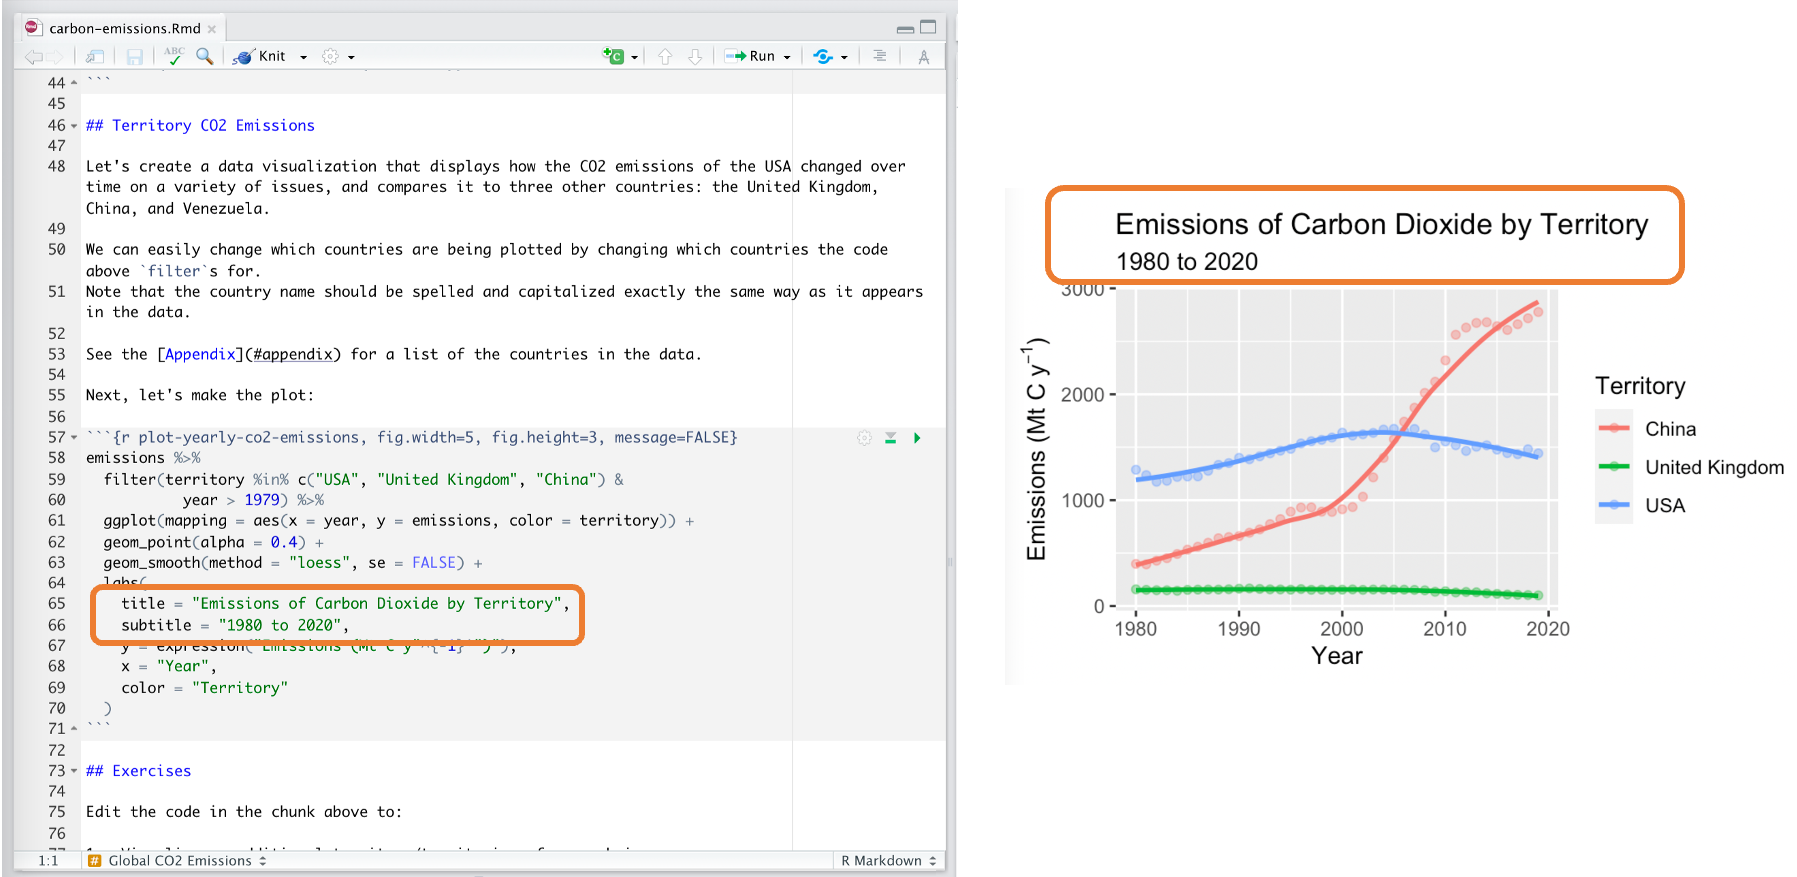 carbon-emissions.Rmd
ABC
Knit
Run
44 ```
45
46 ## Territory CO2 Emissions
47
48 Let's create a data visualization that displays how the CO2 emissions of the USA changed over
time on a variety of issues, and compares it to three other countries: the United Kingdom,
China, and Venezuela.
49
50 We can easily change which countries are being plotted by changing which countries the code
above `filter`s for.
51 Note that the country name should be spelled and capitalized exactly the same way as it appears
in the data.
52
53 See the [Appendix](#appendix) for a list of the countries in the data.
54
55 Next, let's make the plot:
56
57 ```{r plot-yearly-co2-emissions, fig.width=5, fig.height=3, message=FALSE}
58 emissions %>%
59 filter(territory %in% c("USA", "United Kingdom", "China") &
60 year > 1979) %>%
61 ggplot(mapping = aes(x = year, y = emissions, color = territory)) +
62 geom_point(alpha = 0.4) +
63 geom_smooth(method = "loess", se = FALSE) +
64 labs(
65 title = "Emissions of Carbon Dioxide by Territory",
66 subtitle = "1980 to 2020",
67 y = expression("Emissions (Mt C y"^{-1}*")"),
68 x = "Year",
69 color = "Territory"
70 )
71 ```
72
73 ## Exercises
74
75 Edit the code in the chunk above to:
76
1:1 Global CO2 Emissions R Markdown
Emissions of Carbon Dioxide by Territory
1980 to 2020
3000
2000
1000
0
Emissions (Mt C y⁻¹)
1980 1990 2000 2010 2020
Year
Territory
China
United Kingdom
USA